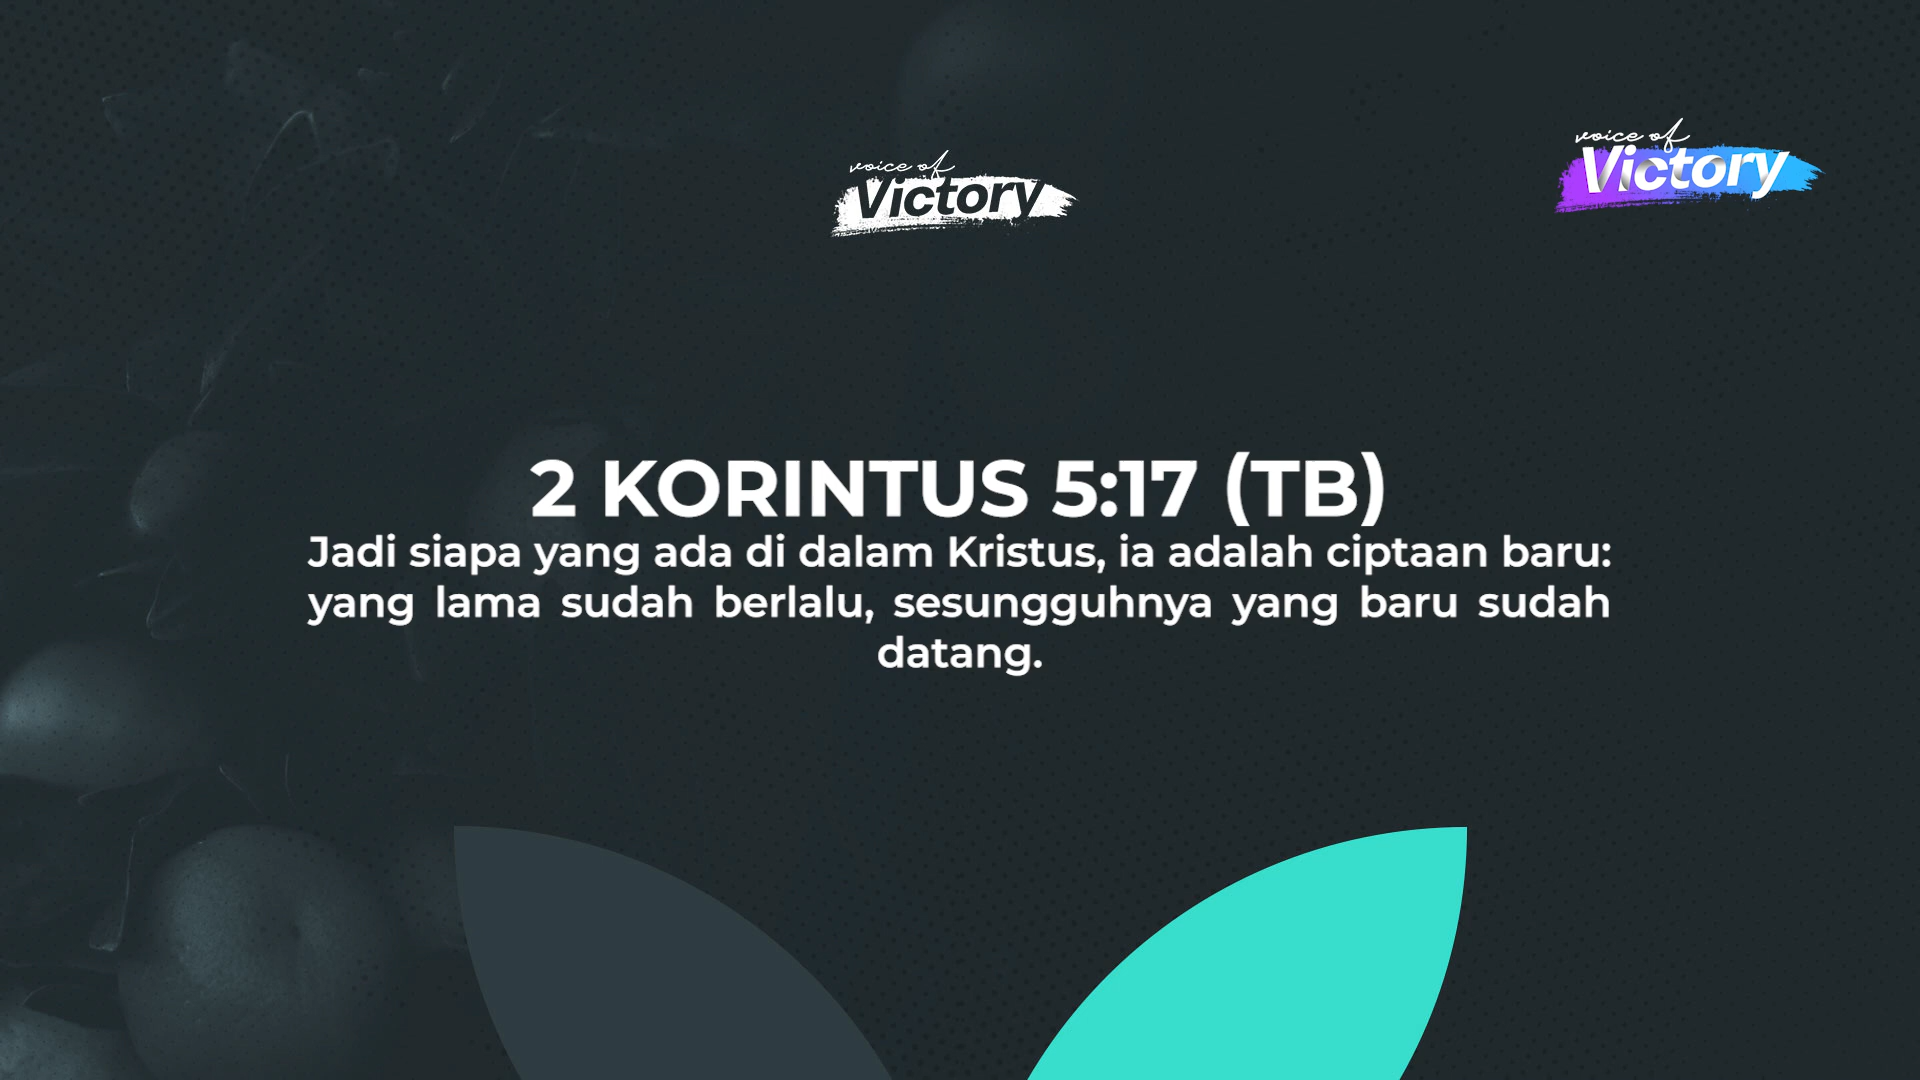 voice of
Victory
voice of
Victory
2 KORINTUS 5:17 (TB)
Jadi siapa yang ada di dalam Kristus, ia adalah ciptaan baru:
yang lama sudah berlalu, sesungguhnya yang baru sudah
datang.